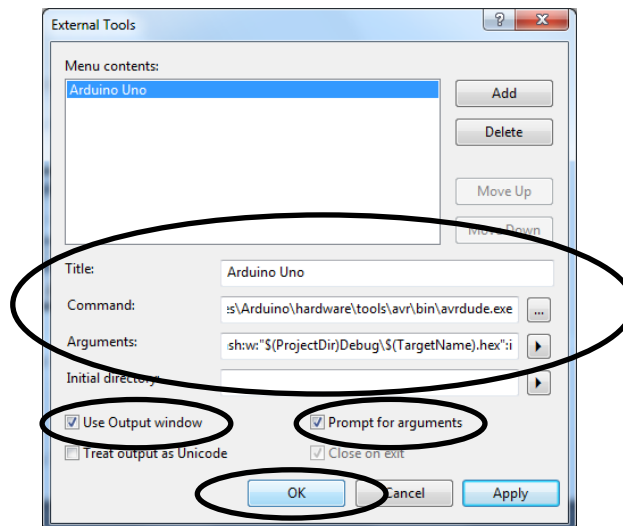 External Tools
Menu contents:
Arduino Uno
Add
Delete
Move Up
Move Down
Title:
Arduino Uno
Command:
s\Arduino\hardware\tools\avr\bin\avrdude.exe
...
Arguments:
sh:w:"$(ProjectDir)Debug\$(TargetName).hex":i
Initial directory:
Use Output window
Prompt for arguments
Treat output as Unicode
Close on exit
OK
Cancel
Apply